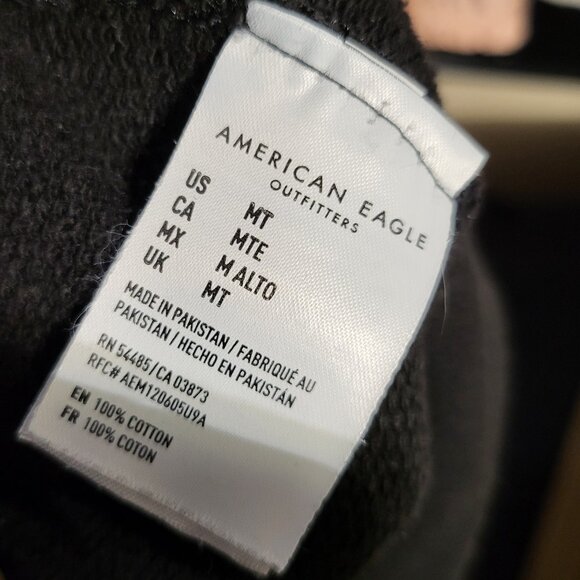 AMERICAN EAGLE
OUTFITTERS
US MT
CA MTE
MX M ALTO
UK MT
MADE IN PAKISTAN / FABRIQUÉ AU
PAKISTAN / HECHO EN PAKISTÁN
RN 54485 / CA 03873
RFC# AEM120605U9A
EN 100% COTTON
FR 100% COTON